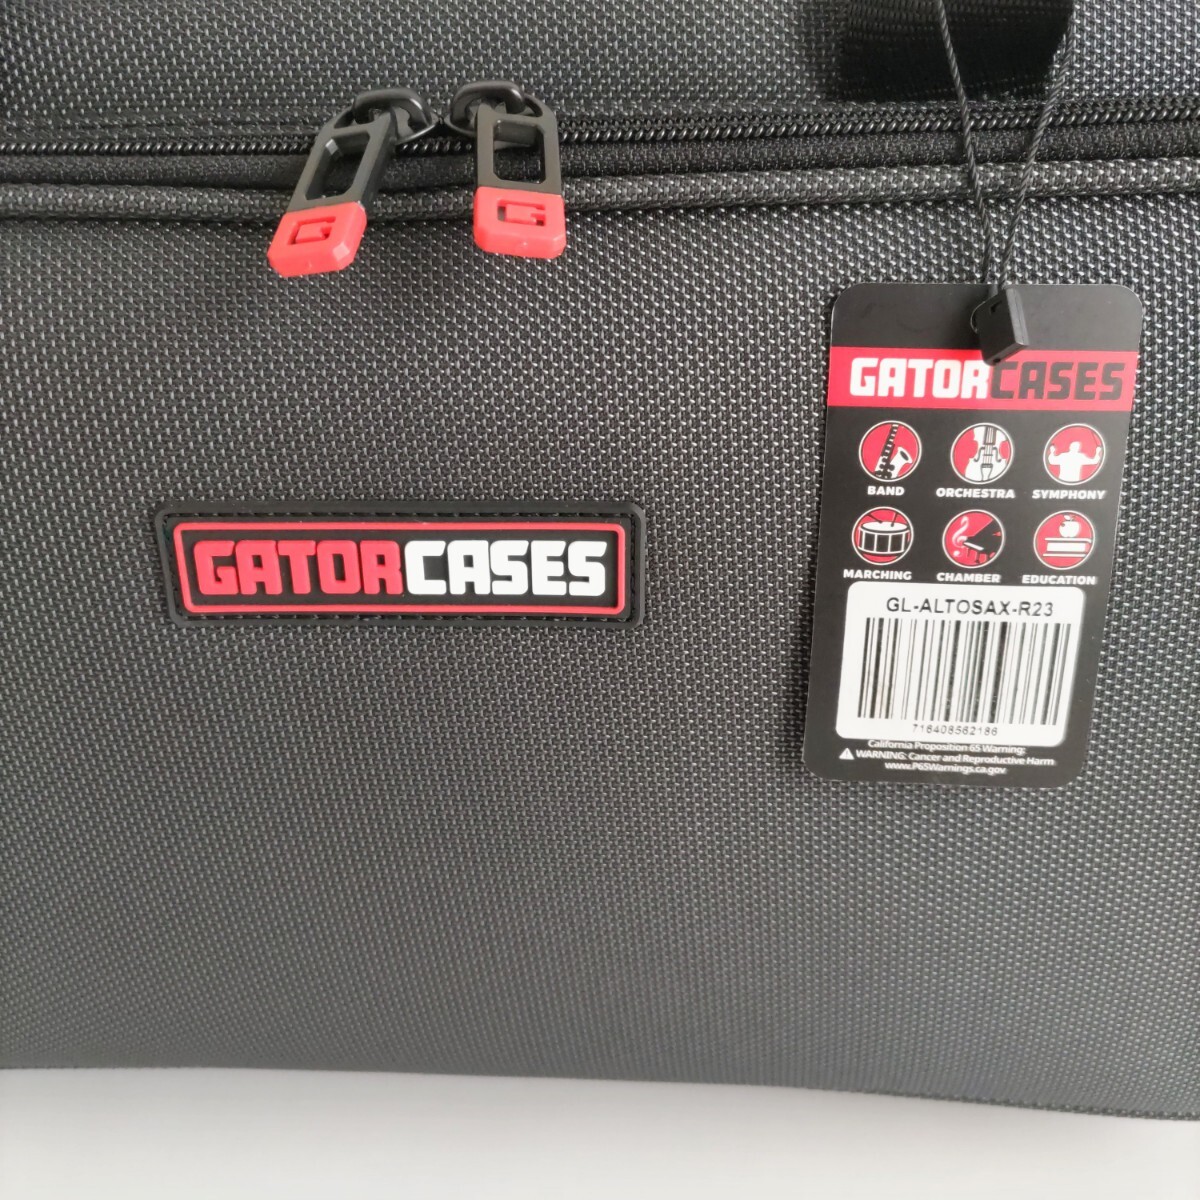 G
G
GATORCASES
GATORCASES
BAND ORCHESTRA SYMPHONY
MARCHING CHAMBER EDUCATION
GL-ALTOSAX-R23
716408562186
California Proposition 65 Warning:
WARNING: Cancer and Reproductive Harm
www.P65Warnings.ca.gov